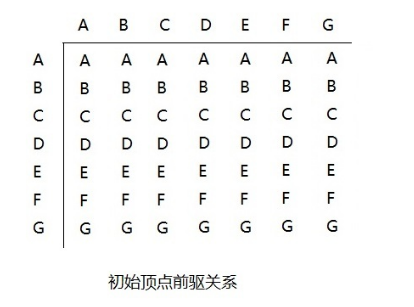 A B C D E F G
A A A A A A A A
B B B B B B B B
C C C C C C C C
D D D D D D D D
E E E E E E E E
F F F F F F F F
G G G G G G G G
初始顶点前驱关系